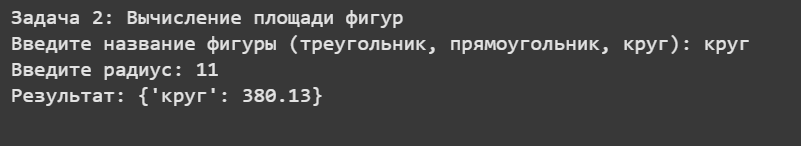 Задача 2: Вычисление площади фигур
Введите название фигуры (треугольник, прямоугольник, круг): круг
Введите радиус: 11
Результат: {'круг': 380.13}